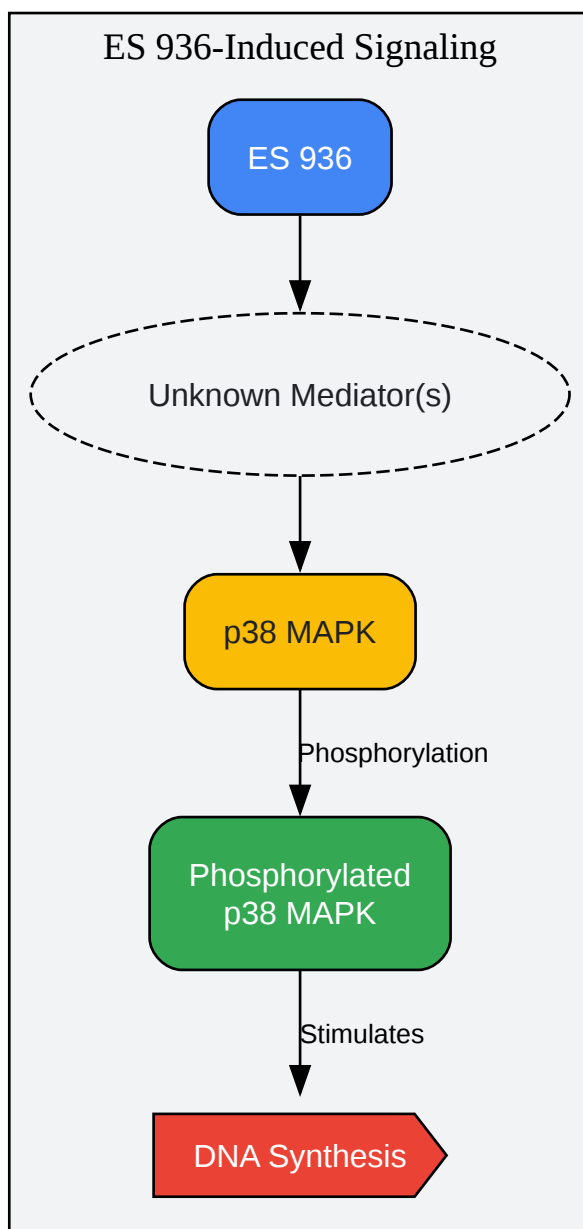 ES 936-Induced Signaling
ES 936
Unknown Mediator(s)
p38 MAPK
Phosphorylation
Phosphorylated
p38 MAPK
Stimulates
DNA Synthesis